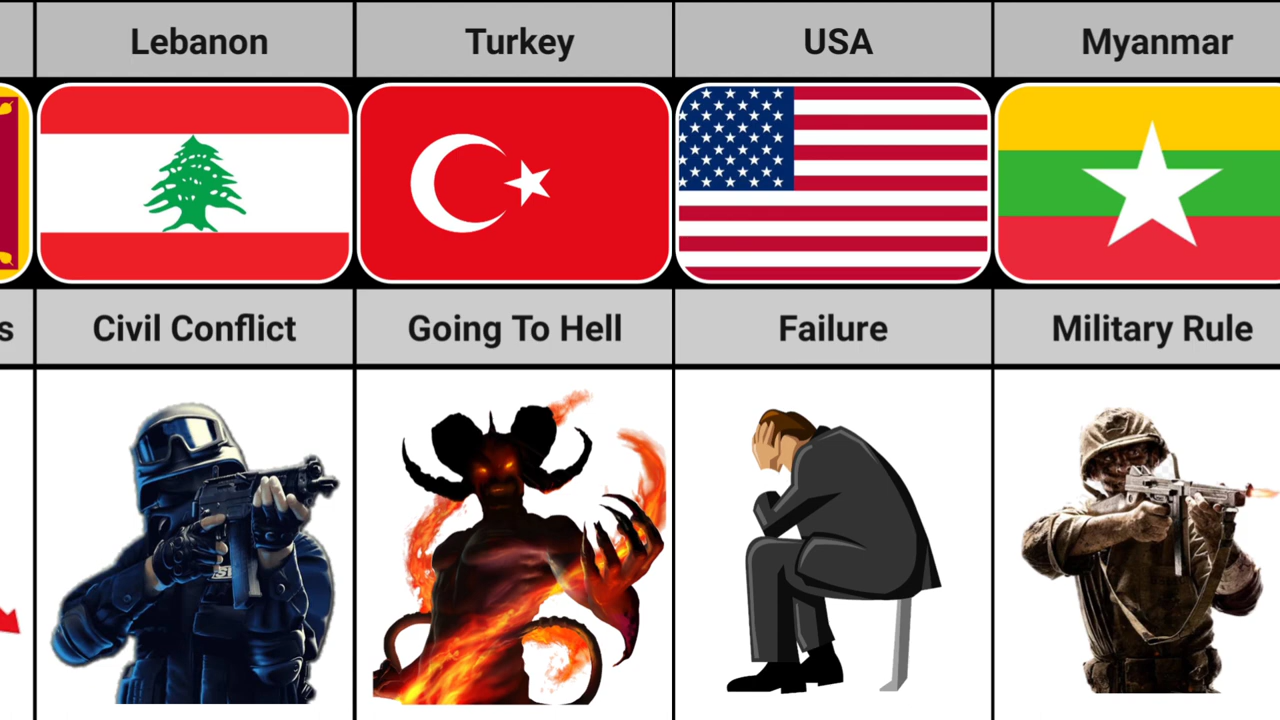 Lebanon
Turkey
USA
Myanmar
s
Civil Conflict
Going To Hell
Failure
Military Rule